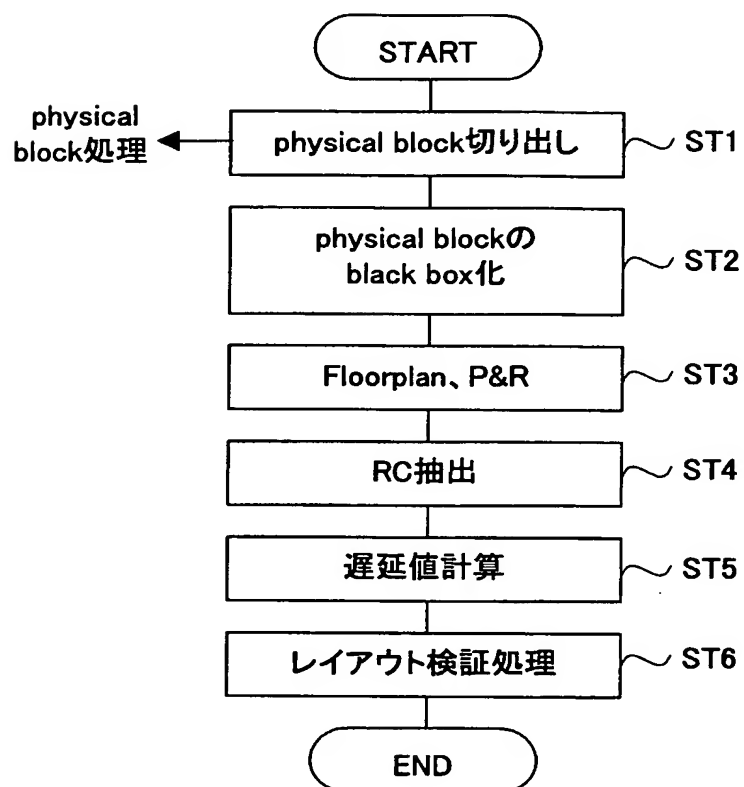 START
physical
block処理
physical block切り出し
ST1
physical blockの
black box化
ST2
Floorplan、P&R
ST3
RC抽出
ST4
遅延値計算
ST5
レイアウト検証処理
ST6
END